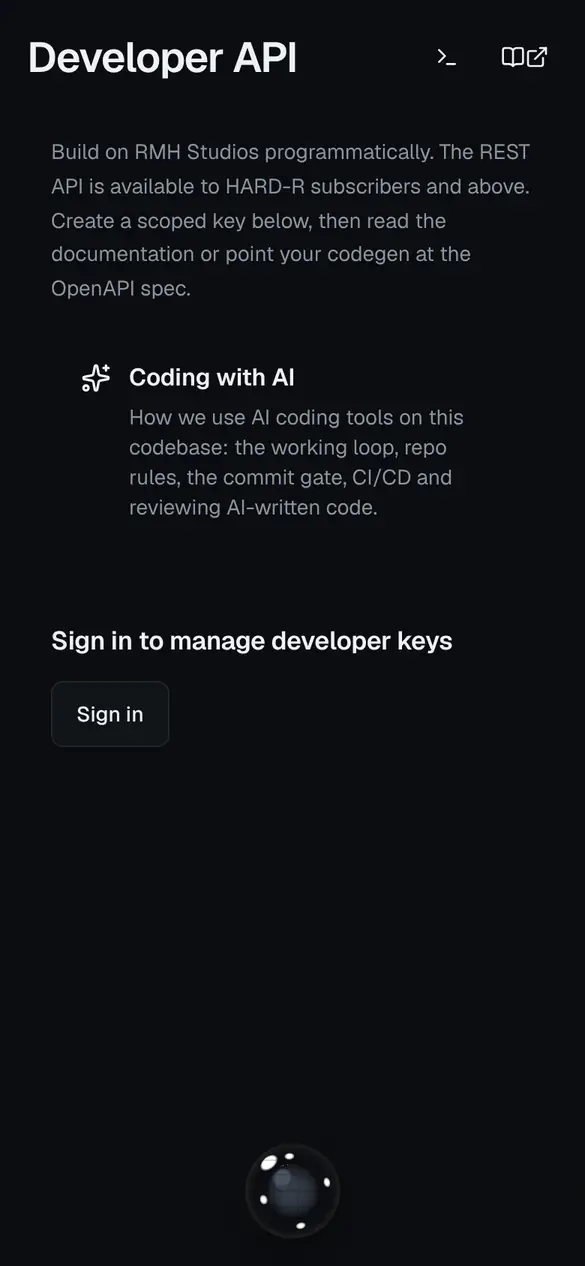 Developer API
Build on RMH Studios programmatically. The REST
API is available to HARD-R subscribers and above.
Create a scoped key below, then read the
documentation or point your codegen at the
OpenAPI spec.
Coding with AI
How we use AI coding tools on this
codebase: the working loop, repo
rules, the commit gate, CI/CD and
reviewing AI-written code.
Sign in to manage developer keys
Sign in